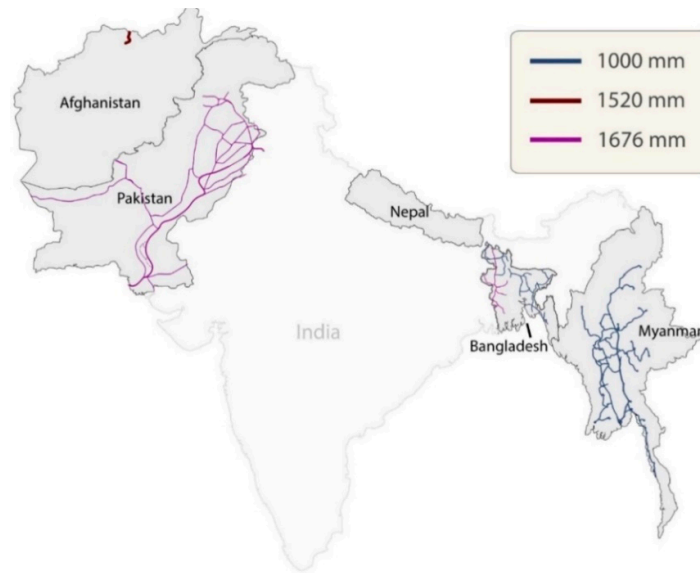 1000 mm
1520 mm
1676 mm
Afghanistan
Pakistan
Nepal
India
Bangladesh
Myanmar